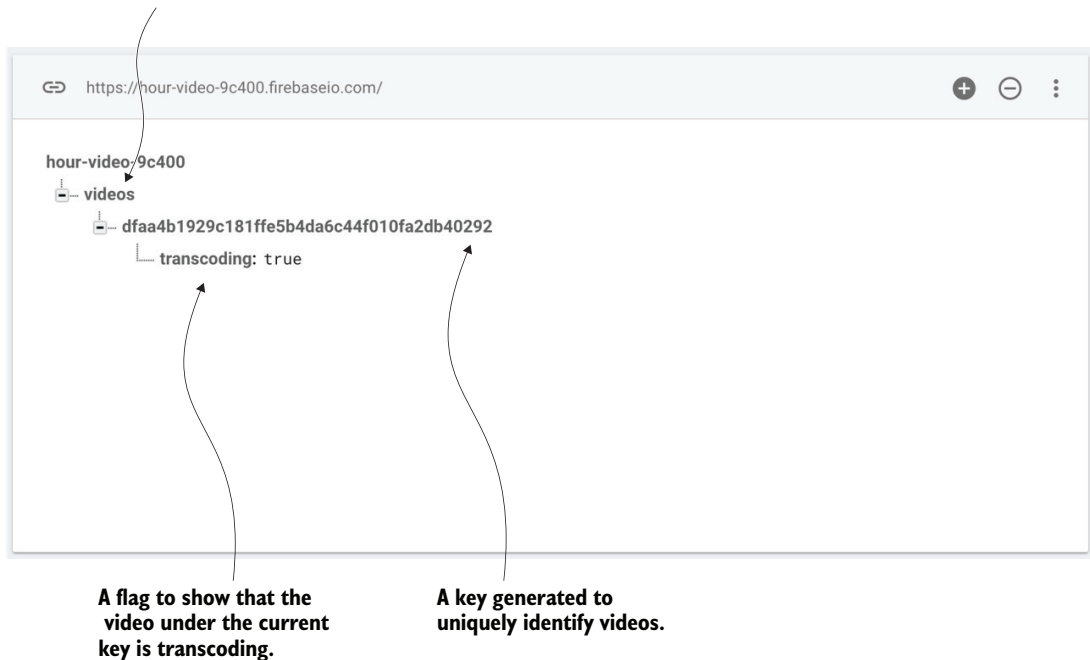 https://hour-video-9c400.firebaseio.com/
hour-video-9c400
videos
dfaa4b1929c181ffe5b4da6c44f010fa2db40292
transcoding: true
A flag to show that the
video under the current
key is transcoding.
A key generated to
uniquely identify videos.